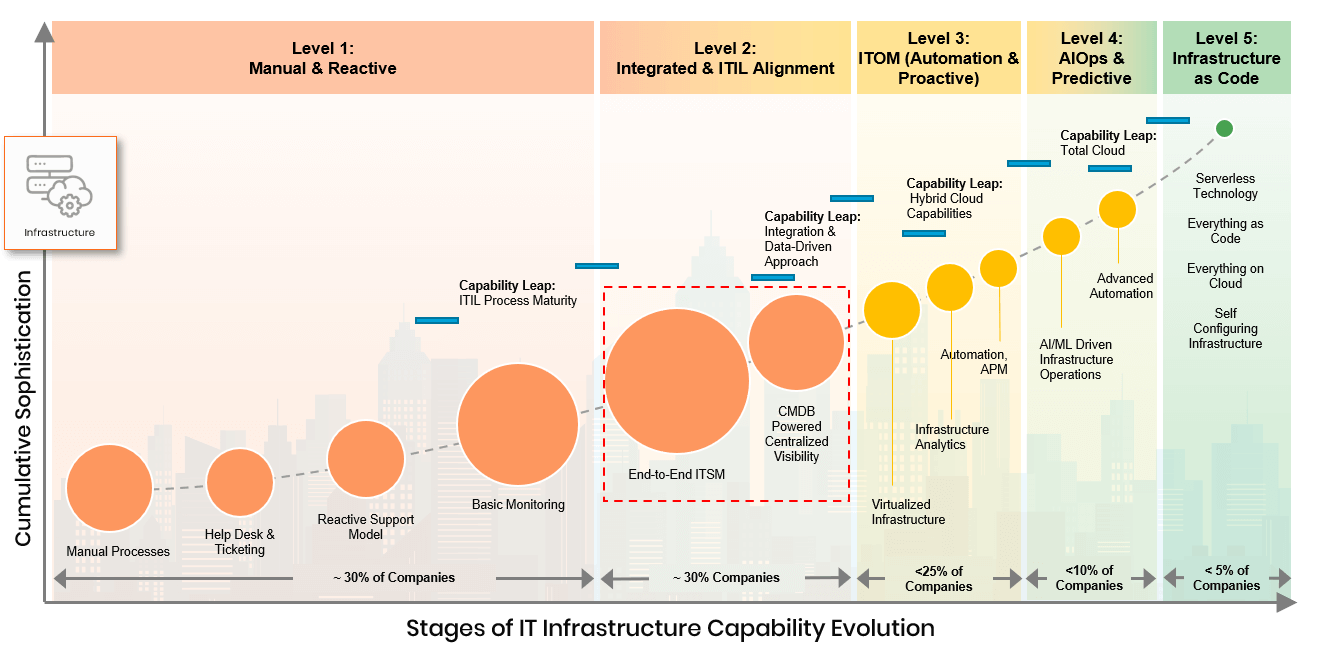 Level 1:
Manual & Reactive
Level 2:
Integrated & ITIL Alignment
Level 3:
ITOM (Automation &
Proactive)
Level 4:
AIOps &
Predictive
Level 5:
Infrastructure
as Code
Infrastructure
Cumulative Sophistication
Capability Leap:
ITIL Process Maturity
Capability Leap:
Integration &
Data-Driven
Approach
Capability Leap:
Hybrid Cloud
Capabilities
Capability Leap:
Total Cloud
Manual Processes
Help Desk &
Ticketing
Reactive Support
Model
Basic Monitoring
End-to-End ITSM
CMDB
Powered
Centralized
Visibility
Virtualized
Infrastructure
Infrastructure
Analytics
Automation,
APM
AI/ML Driven
Infrastructure
Operations
Advanced
Automation
Serverless
Technology
Everything as
Code
Everything on
Cloud
Self
Configuring
Infrastructure
~ 30% of Companies
~ 30% Companies
<25% of
Companies
<10% of
Companies
< 5% of
Companies
Stages of IT Infrastructure Capability Evolution